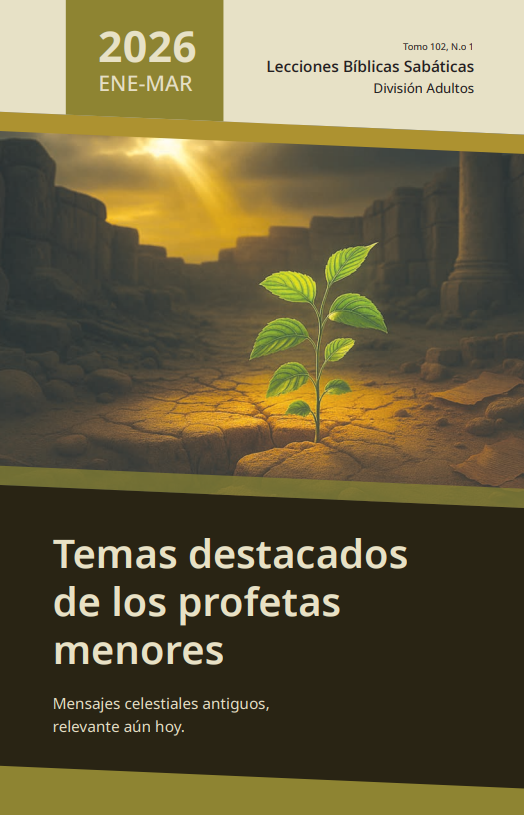 2026
ENE-MAR
Tomo 102, N.o 1
Lecciones Bíblicas Sabáticas
División Adultos
Temas destacados
de los profetas
menores
Mensajes celestiales antiguos,
relevante aún hoy.